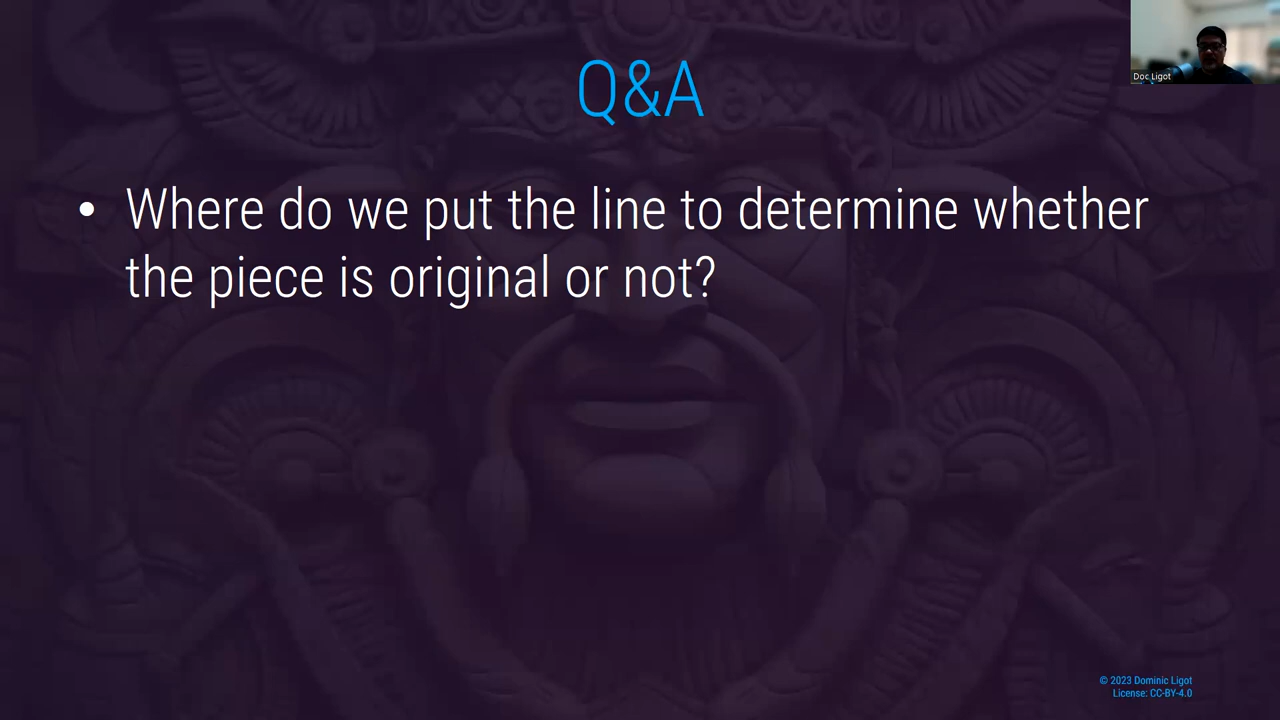 Q&A
Doc Ligot
• Where do we put the line to determine whether
the piece is original or not?
© 2023 Dominic Ligot
License: CC-BY-4.0